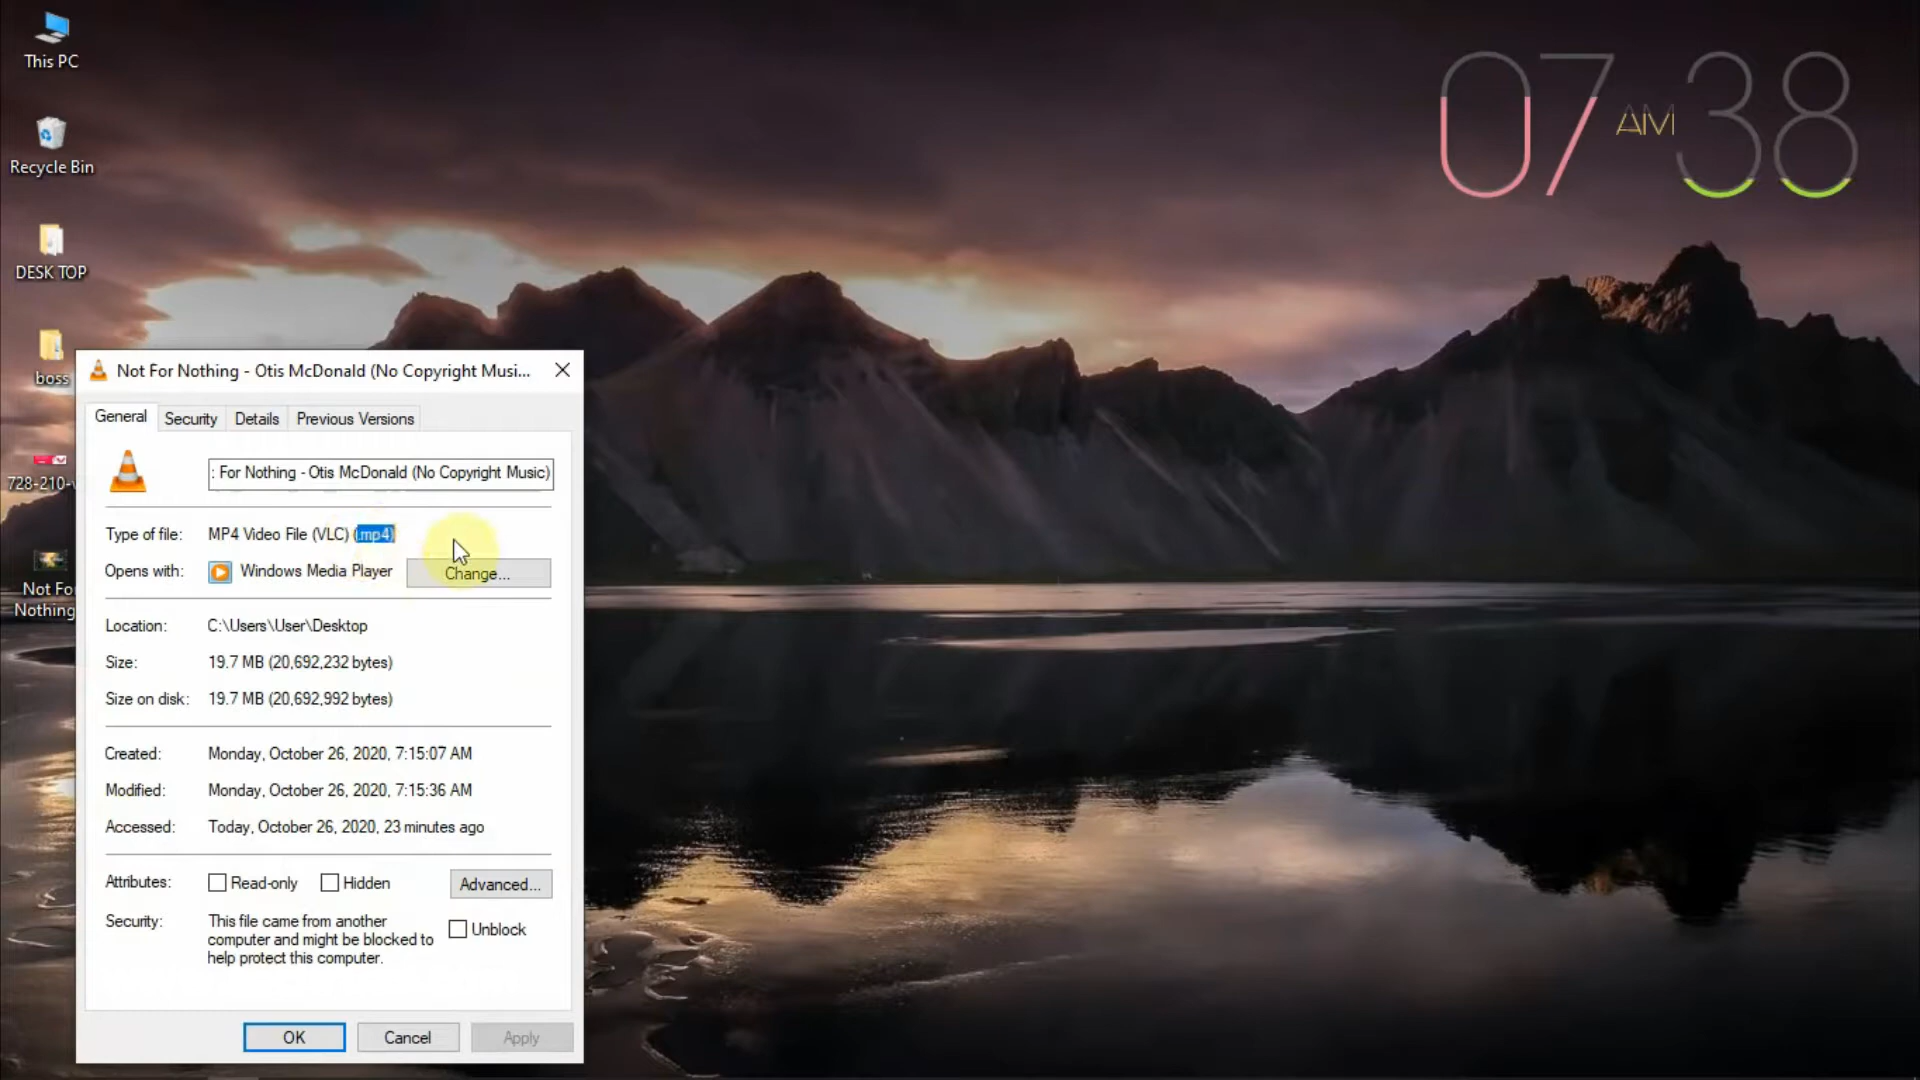 This PC
Recycle Bin
DESK TOP
boss
728-210-
Not For
Nothing
07 AM 38
Not For Nothing - Otis McDonald (No Copyright Musi...
General Security Details Previous Versions
: For Nothing - Otis McDonald (No Copyright Music)
Type of file: MP4 Video File (VLC) (.mp4)
Opens with: Windows Media Player Change...
Location: C:\Users\User\Desktop
Size: 19.7 MB (20,692,232 bytes)
Size on disk: 19.7 MB (20,692,992 bytes)
Created: Monday, October 26, 2020, 7:15:07 AM
Modified: Monday, October 26, 2020, 7:15:36 AM
Accessed: Today, October 26, 2020, 23 minutes ago
Attributes: Read-only Hidden Advanced...
Security: This file came from another
computer and might be blocked to
help protect this computer.
Unblock
OK Cancel Apply